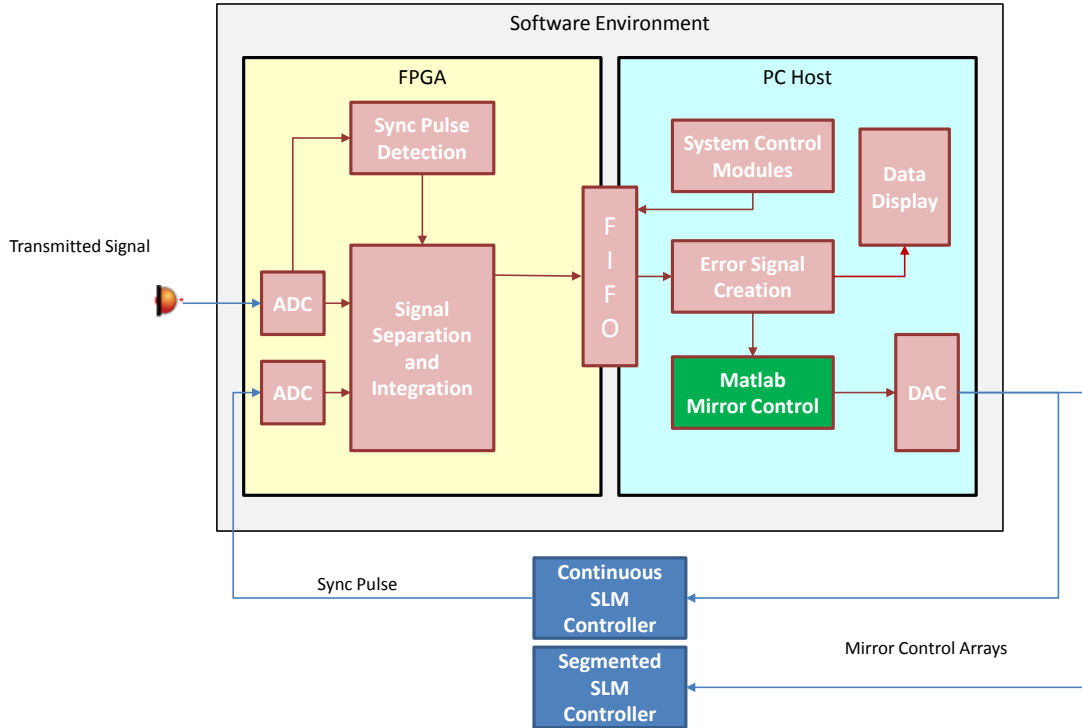 Software Environment
FPGA
PC Host
Sync Pulse
Detection
System Control
Modules
Data
Display
F
I
F
O
Transmitted Signal
ADC
Signal
Separation
and
Integration
Error Signal
Creation
ADC
Matlab
Mirror Control
DAC
Sync Pulse
Continuous
SLM
Controller
Mirror Control Arrays
Segmented
SLM
Controller